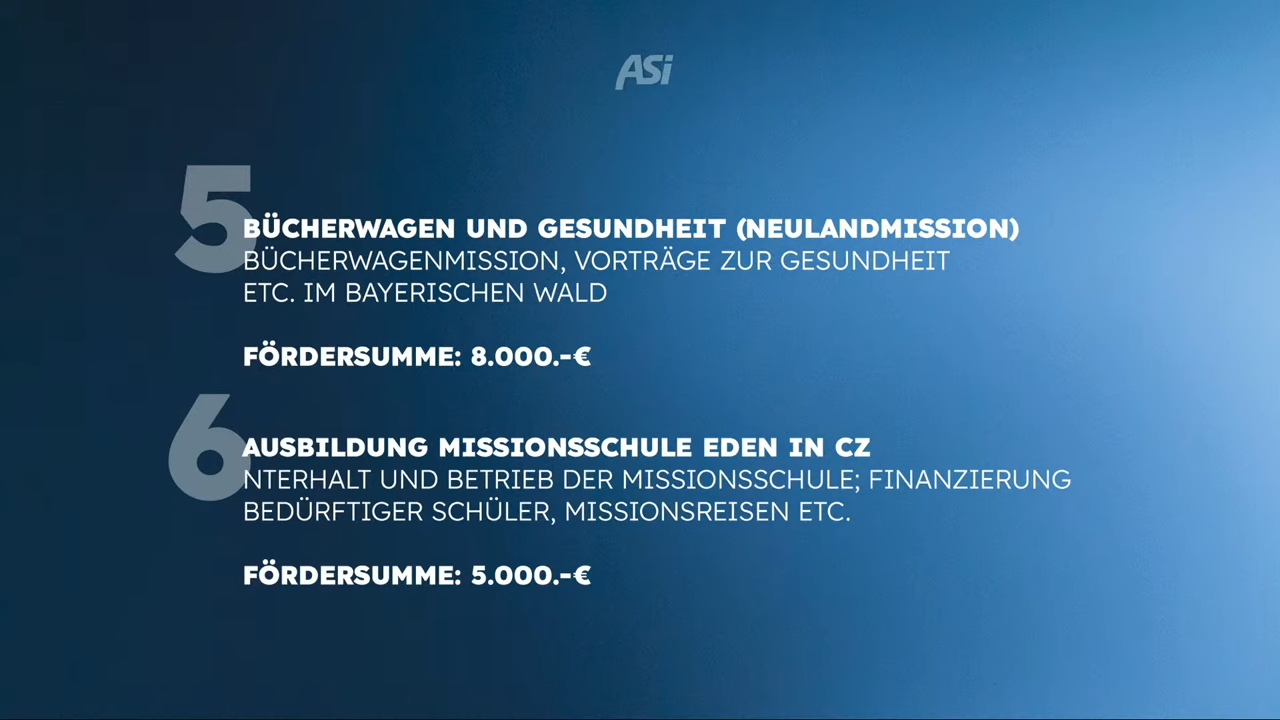 ASi
5
BÜCHERWAGEN UND GESUNDHEIT (NEULANDMISSION)
BÜCHERWAGENMISSION, VORTRÄGE ZUR GESUNDHEIT
ETC. IM BAYERISCHEN WALD
FÖRDERSUMME: 8.000.-€
6
AUSBILDUNG MISSIONSSCHULE EDEN IN CZ
NTERHALT UND BETRIEB DER MISSIONSSCHULE; FINANZIERUNG
BEDÜRFTIGER SCHÜLER, MISSIONSREISEN ETC.
FÖRDERSUMME: 5.000.-€